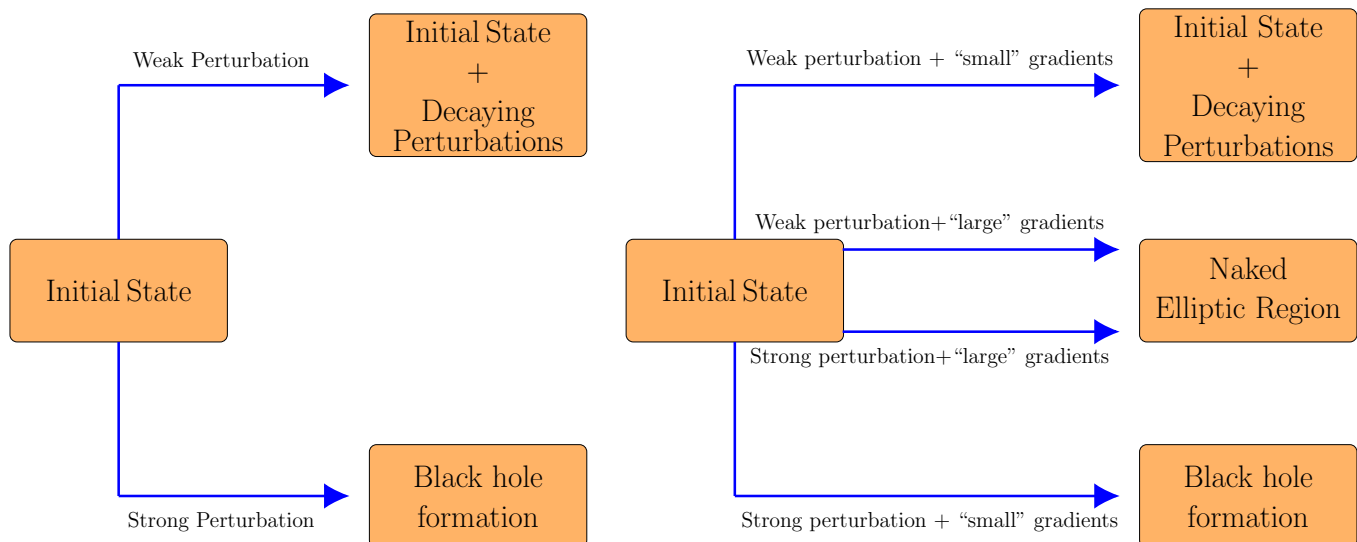 Weak Perturbation
Initial State
+
Decaying
Perturbations
Initial State
Strong Perturbation
Black hole
formation
Weak perturbation + “small” gradients
Initial State
+
Decaying
Perturbations
Weak perturbation+“large” gradients
Initial State
Naked
Elliptic Region
Strong perturbation+“large” gradients
Strong perturbation + “small” gradients
Black hole
formation